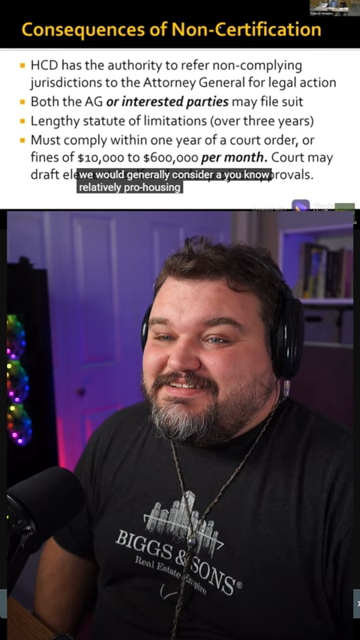 Consequences of Non-Certification
HCD has the authority to refer non-complying
jurisdictions to the Attorney General for legal action
Both the AG or interested parties may file suit
Lengthy statute of limitations (over three years)
Must comply within one year of a court order, or
fines of $10,000 to $600,000 per month. Court may
draft ele
rovals.
we would generally consider a you know
relatively pro-housing
BIGGS & SONS®
Real Estate Empire